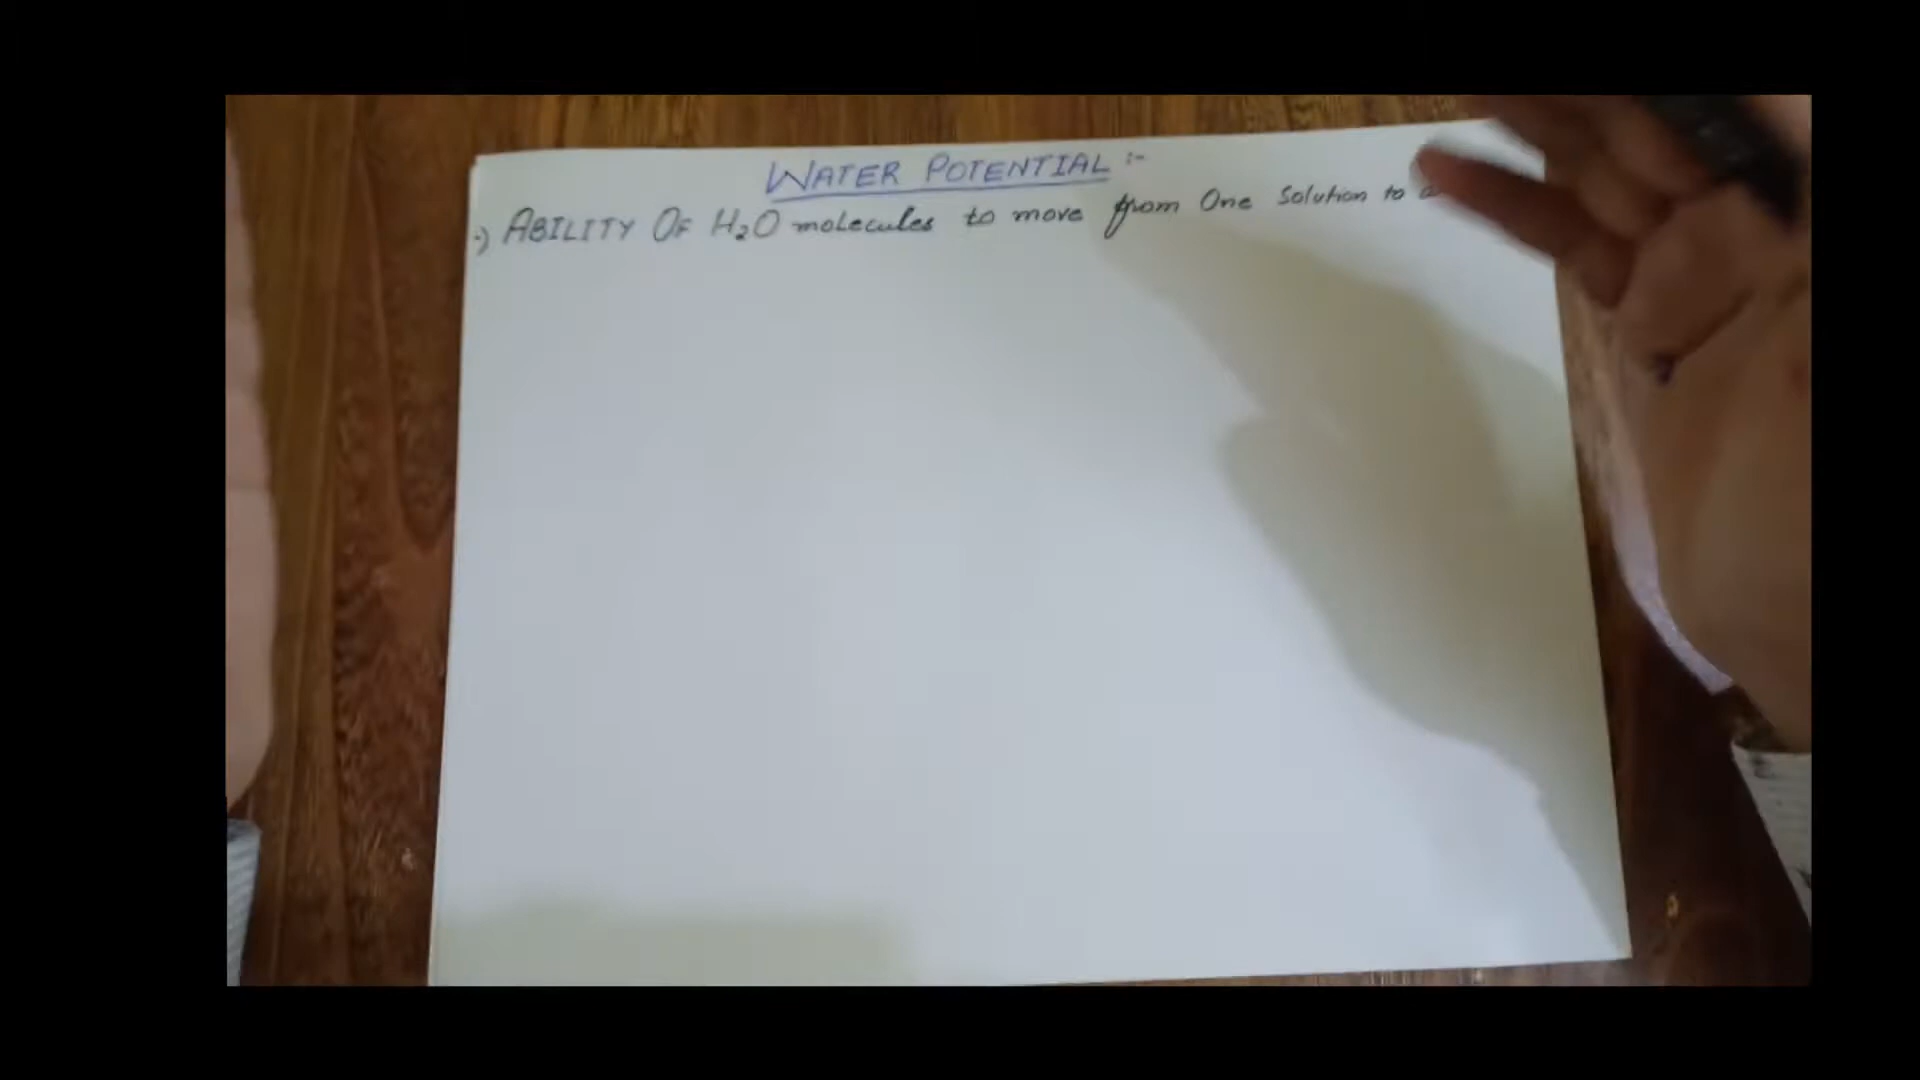 WATER POTENTIAL :-
·) ABILITY OF H₂O molecules to move from One Solution to